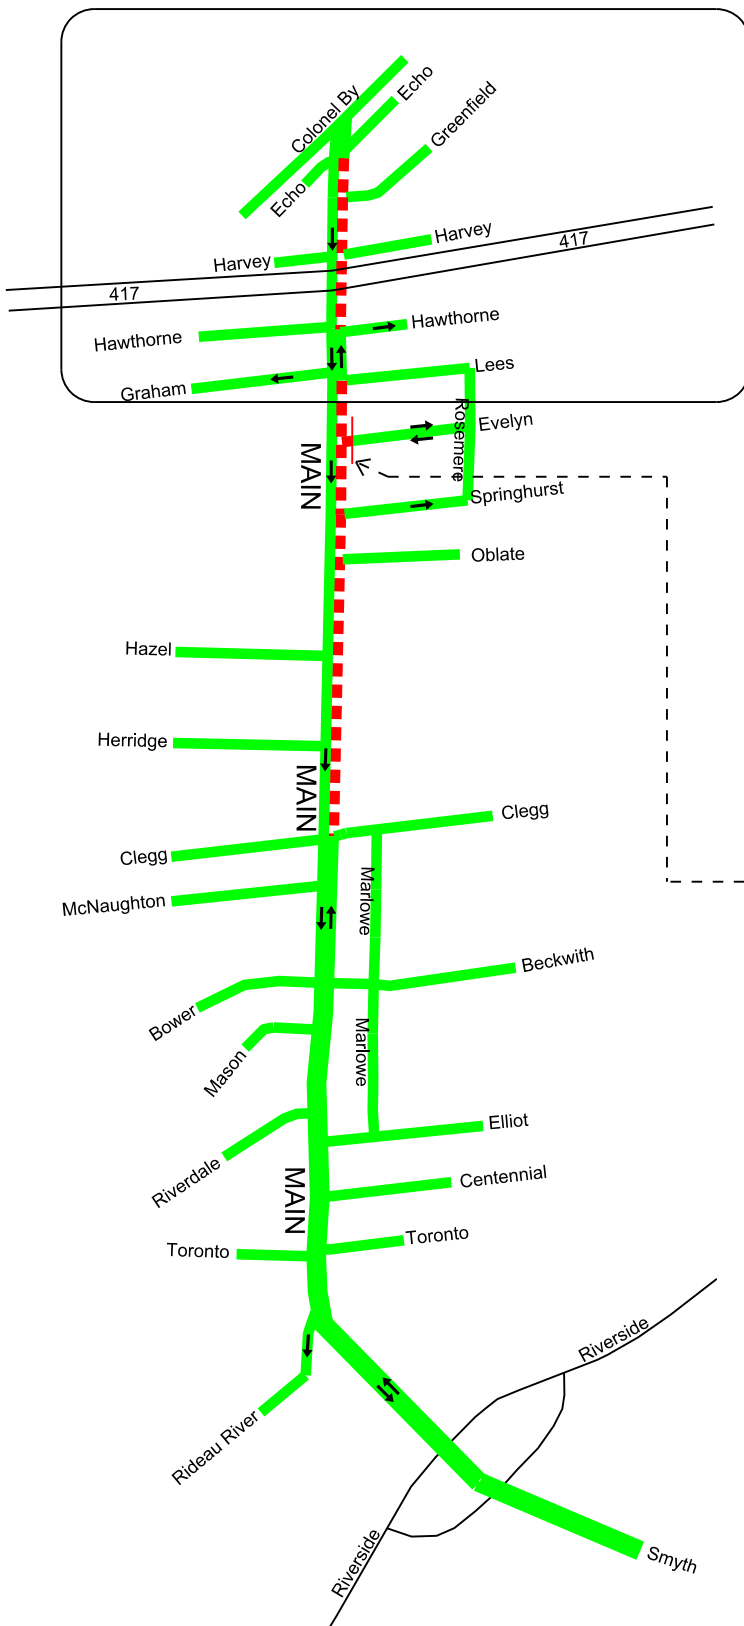 Colonel By
Echo
Greenfield
Echo
Harvey
Harvey
417
417
Hawthorne
Hawthorne
Graham
Lees
Rosemere
Evelyn
MAIN
Springhurst
Oblate
Hazel
Herridge
MAIN
Clegg
Clegg
McNaughton
Marlowe
Beckwith
Bower
Marlowe
Mason
Elliot
Riverdale
MAIN
Centennial
Toronto
Toronto
Riverside
Rideau River
Riverside
Smyth